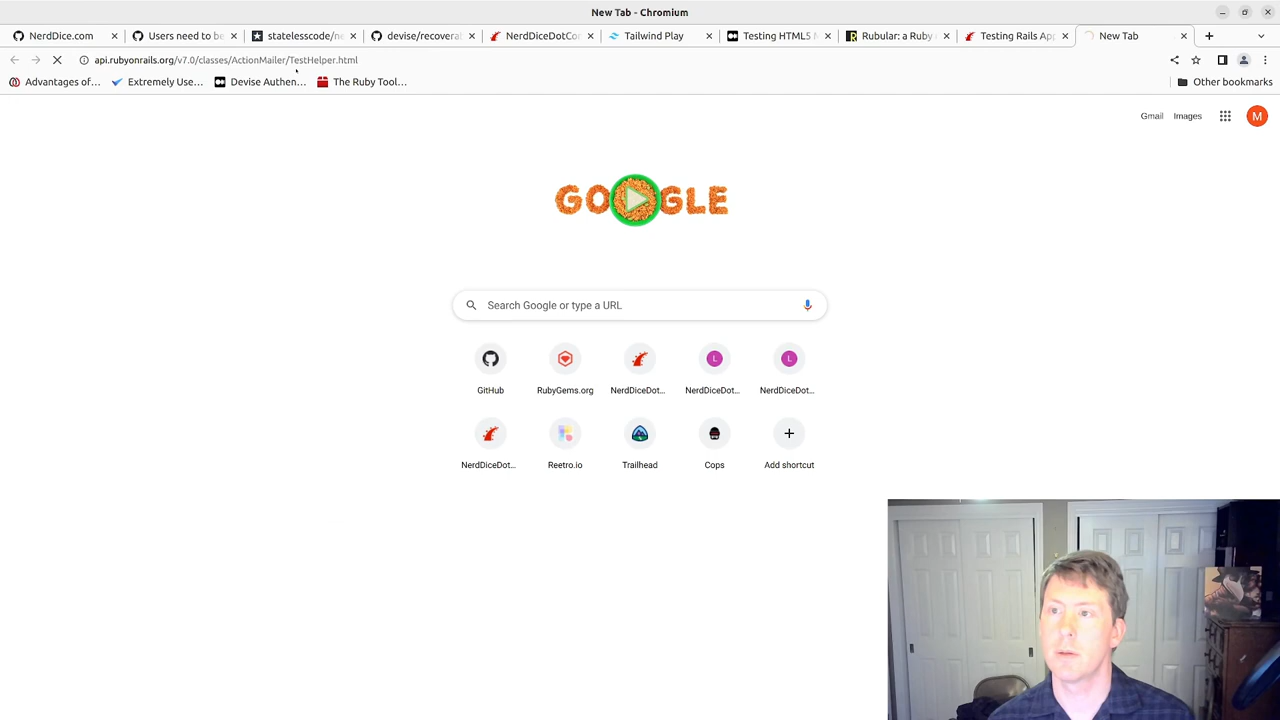 New Tab - Chromium
NerdDice.com
Users need to be
statelesscode/ne
devise/recovera
NerdDiceDotCon
Tailwind Play
Testing HTML5 M
Rubular: a Ruby
Testing Rails App
New Tab
api.rubyonrails.org/v7.0/classes/ActionMailer/TestHelper.html
Advantages of...
Extremely Use...
Devise Authen...
The Ruby Tool...
Other bookmarks
Gmail
Images
M
GOOGLE
Search Google or type a URL
L
L
GitHub
RubyGems.org
NerdDiceDot...
NerdDiceDot...
NerdDiceDot...
NerdDiceDot...
Reetro.io
Trailhead
Cops
Add shortcut